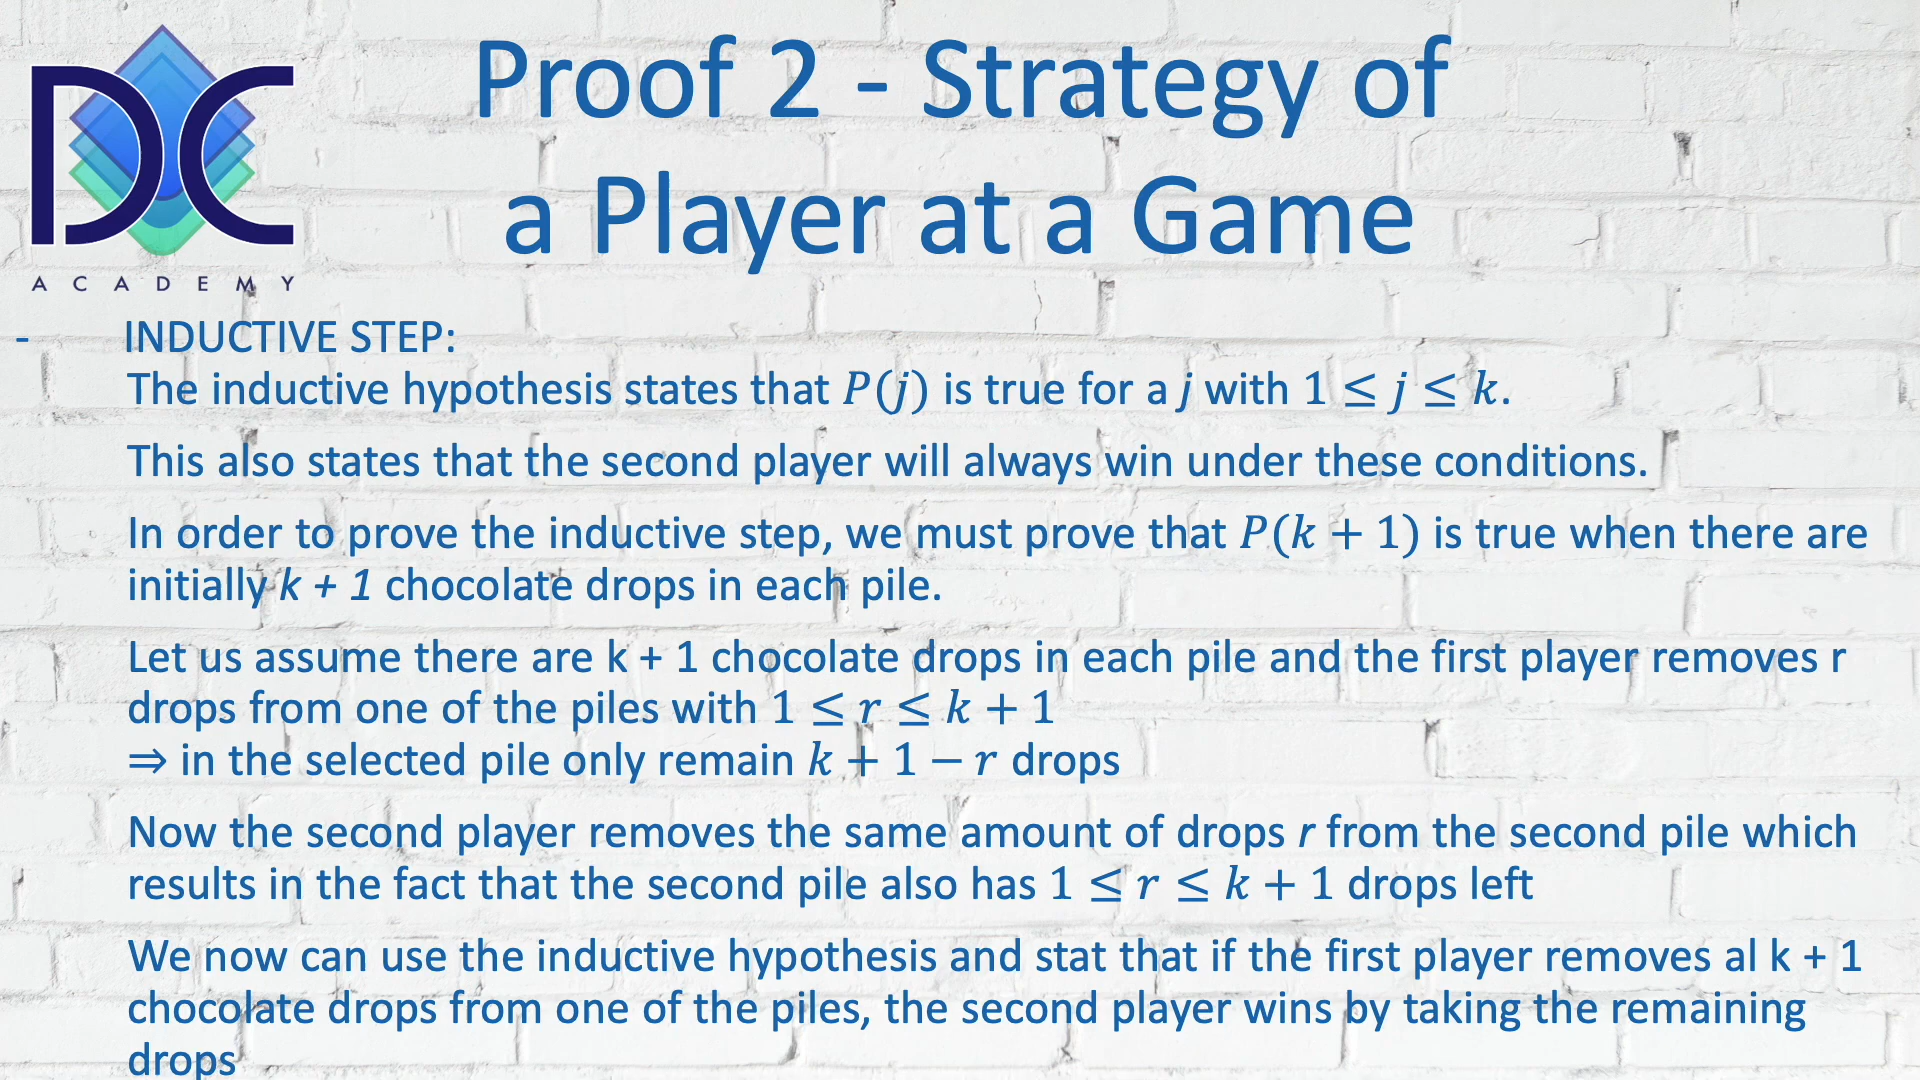 DC
ACADEMY
Proof 2 - Strategy of
a Player at a Game
- INDUCTIVE STEP:
The inductive hypothesis states that P(j) is true for a j with 1 ≤ j ≤ k.
This also states that the second player will always win under these conditions.
In order to prove the inductive step, we must prove that P(k + 1) is true when there are
initially k + 1 chocolate drops in each pile.
Let us assume there are k + 1 chocolate drops in each pile and the first player removes r
drops from one of the piles with 1 ≤ r ≤ k + 1
⇒ in the selected pile only remain k + 1 − r drops
Now the second player removes the same amount of drops r from the second pile which
results in the fact that the second pile also has 1 ≤ r ≤ k + 1 drops left
We now can use the inductive hypothesis and stat that if the first player removes al k + 1
chocolate drops from one of the piles, the second player wins by taking the remaining
drops